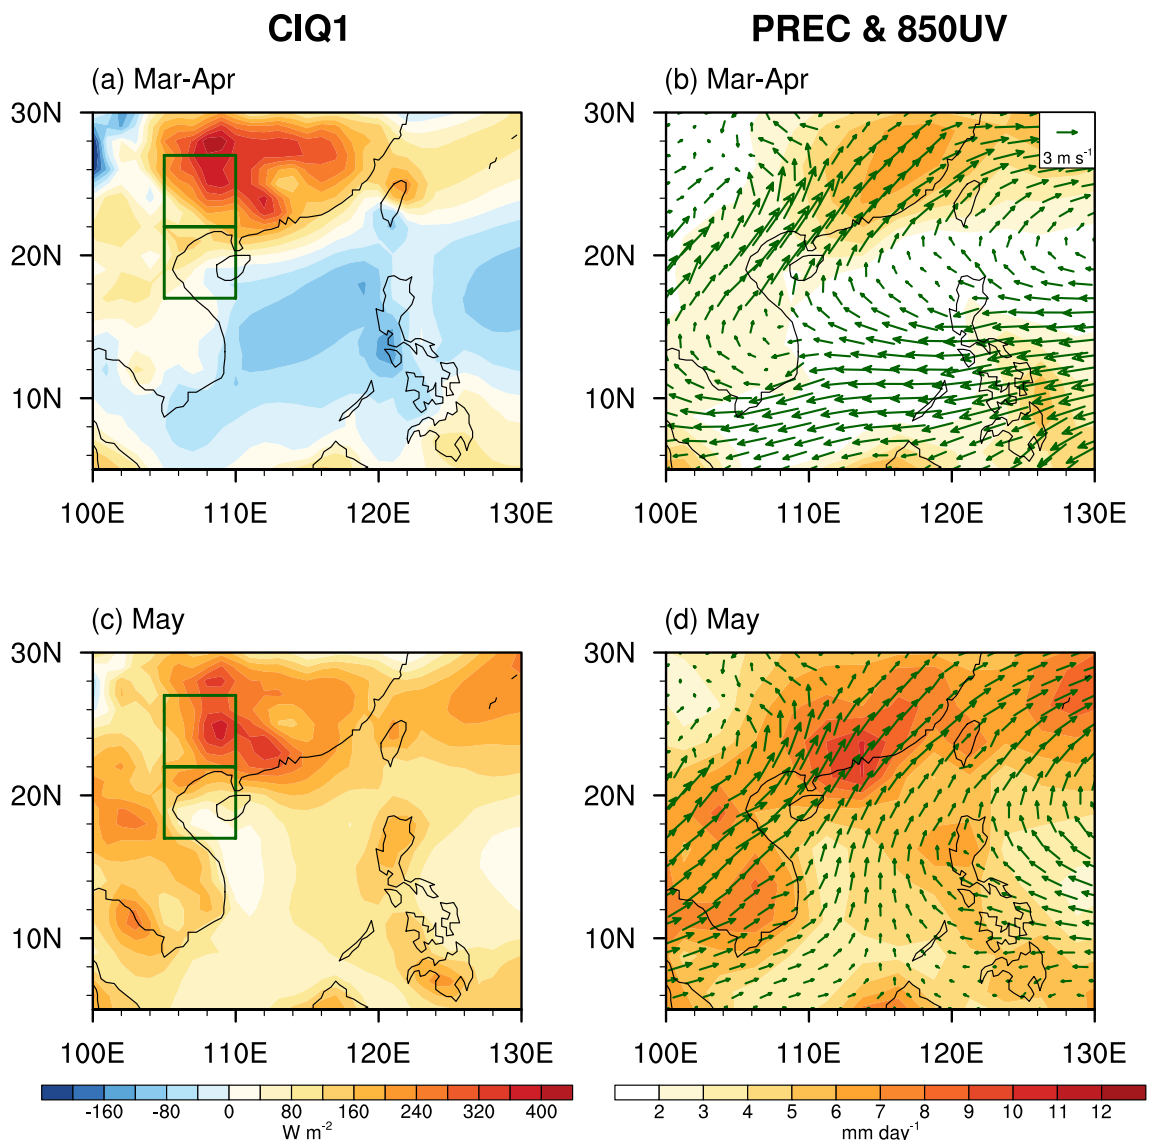 CIQ1 PREC & 850UV
(a) Mar-Apr (b) Mar-Apr
30N 30N
3 m s⁻¹
20N 20N
10N 10N
100E 110E 120E 130E 100E 110E 120E 130E
(c) May (d) May
30N 30N
20N 20N
10N 10N
100E 110E 120E 130E 100E 110E 120E 130E
-160 -80 0 80 160 240 320 400 2 3 4 5 6 7 8 9 10 11 12
W m⁻² mm day⁻¹